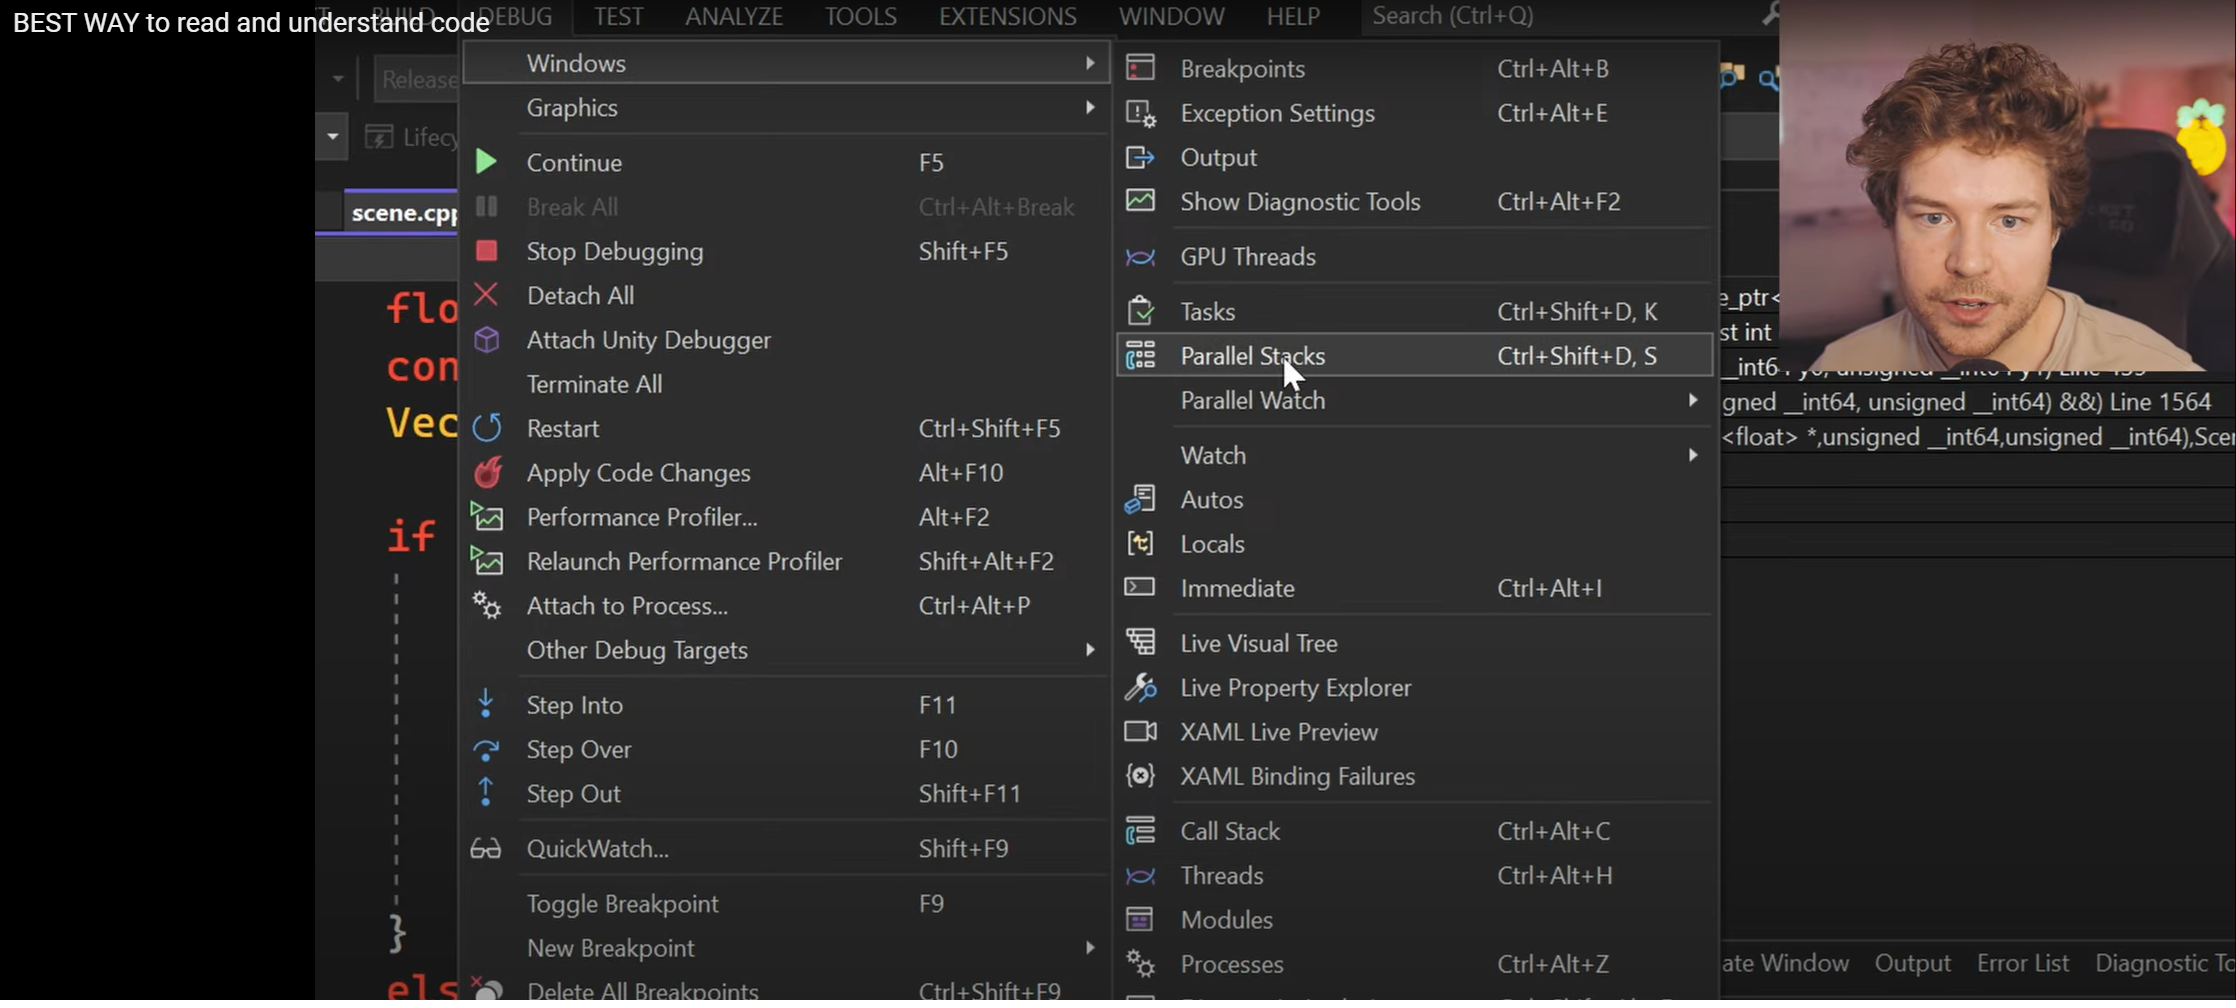 BEST WAY to read and understand code
BUILD DEBUG TEST ANALYZE TOOLS EXTENSIONS WINDOW HELP Search (Ctrl+Q)
Release
Lifecy
scene.cpp
flo
con
Vec
if
}
els
Windows
Graphics
Continue F5
Break All Ctrl+Alt+Break
Stop Debugging Shift+F5
Detach All
Attach Unity Debugger
Terminate All
Restart Ctrl+Shift+F5
Apply Code Changes Alt+F10
Performance Profiler... Alt+F2
Relaunch Performance Profiler Shift+Alt+F2
Attach to Process... Ctrl+Alt+P
Other Debug Targets
Step Into F11
Step Over F10
Step Out Shift+F11
QuickWatch... Shift+F9
Toggle Breakpoint F9
New Breakpoint
Delete All Breakpoints Ctrl+Shift+F9
Breakpoints Ctrl+Alt+B
Exception Settings Ctrl+Alt+E
Output
Show Diagnostic Tools Ctrl+Alt+F2
GPU Threads
Tasks Ctrl+Shift+D, K
Parallel Stacks Ctrl+Shift+D, S
Parallel Watch
Watch
Autos
Locals
Immediate Ctrl+Alt+I
Live Visual Tree
Live Property Explorer
XAML Live Preview
XAML Binding Failures
Call Stack Ctrl+Alt+C
Threads Ctrl+Alt+H
Modules
Processes Ctrl+Alt+Z
e_ptr<
st int
gned __int64, unsigned __int64) &&) Line 1564
<float> *,unsigned __int64,unsigned __int64),Scen
ate Window Output Error List Diagnostic To